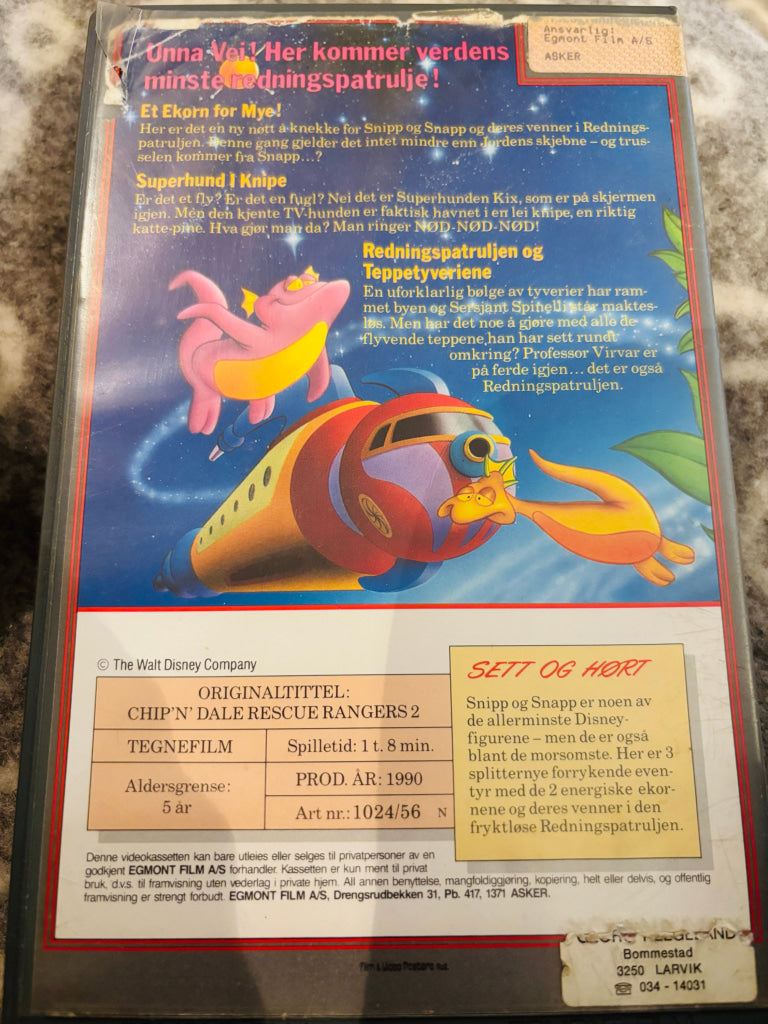 Unna Vei! Her kommer verdens
minste redningspatrulje!
Ansvarlig:
Egmont Film A/S
ASKER
Et Ekorn for Mye!
Her er det en ny nøtt å knekke for Snipp og Snapp og deres venner i Rednings-
patruljen. Denne gang gjelder det intet mindre enn Jordens skjebne – og trus-
selen kommer fra Snapp...?
Superhund I Knipe
Er det et fly? Er det en fugl? Nei det er Superhunden Kix, som er på skjermen
igjen. Men den kjente TV-hunden er faktisk havnet i en lei knipe, en riktig
katte-pine. Hva gjør man da? Man ringer NØD-NØD-NØD!
Redningspatruljen og
Teppetyveriene
En uforklarlig bølge av tyverier har ram-
met byen og Sersjant Spinelli står maktes-
løs. Men har det noe å gjøre med alle de
flyvende teppene, han har sett rundt
omkring? Professor Virvar er
på ferde igjen... det er også
Redningspatruljen.
© The Walt Disney Company
ORIGINALTITTEL:
CHIP'N' DALE RESCUE RANGERS 2
TEGNEFILM
Spilletid: 1 t. 8 min.
Aldersgrense:
5 år
PROD. ÅR: 1990
Art nr.: 1024/56 N
SETT OG HØRT
Snipp og Snapp er noen av
de allerminste Disney-
figurene – men de er også
blant de morsomste. Her er 3
splitternye forrykende even-
tyr med de 2 energiske ekor-
nene og deres venner i den
fryktløse Redningspatruljen.
Denne videokassetten kan bare utleies eller selges til privatpersoner av en
godkjent EGMONT FILM A/S forhandler. Kassetten er kun ment til privat
bruk, d.v.s. til framvisning uten vederlag i private hjem. All annen benyttelse, mangfoldiggjøring, kopiering, helt eller delvis, og offentlig
framvisning er strengt forbudt. EGMONT FILM A/S, Drengsrudbekken 31, Pb. 417, 1371 ASKER.
Film & Video Posters
Bommestad
3250 LARVIK
☎ 034 - 14031